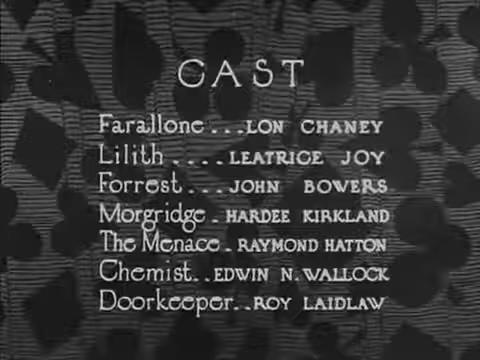 CAST
Farallone...LON CHANEY
Lilith....LEATRICE JOY
Forrest...JOHN BOWERS
Morgridge-HARDEE KIRKLAND
The Menace-RAYMOND HATTON
Chemist..EDWIN N. WALLOCK
Doorkeeper..ROY LAIDLAW